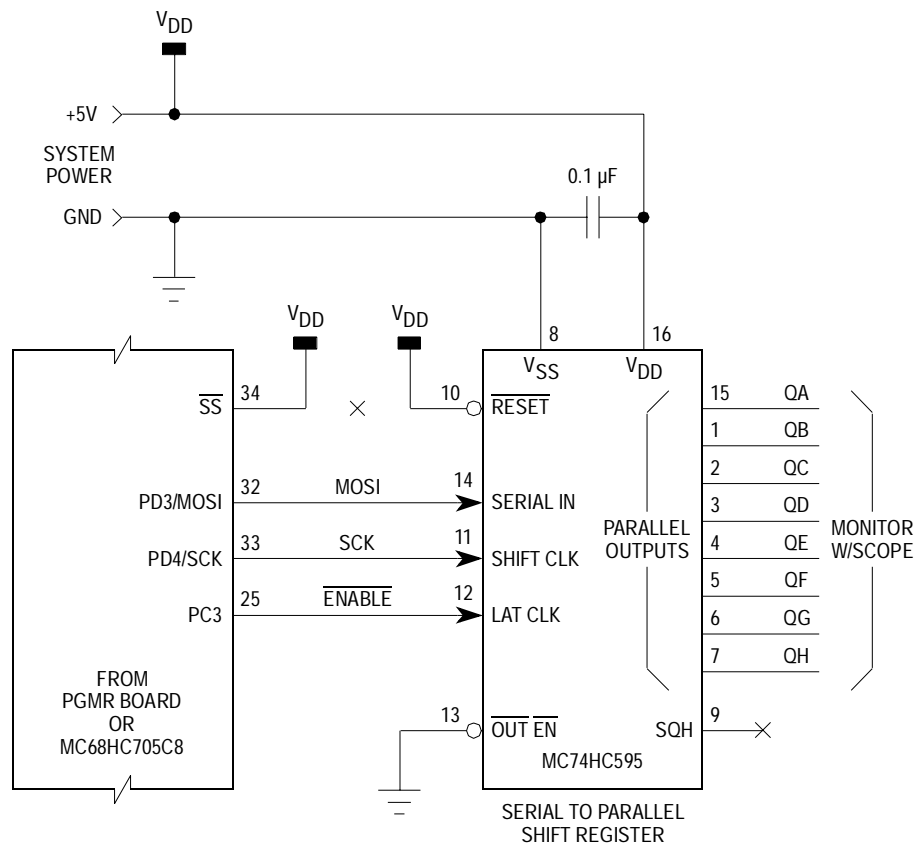 VDD
+5V
SYSTEM
POWER
0.1 µF
GND
VDD
VDD
8
16
VSS
VDD
SS
34
10
RESET
15
QA
1
QB
2
QC
PD3/MOSI
32
MOSI
14
SERIAL IN
3
QD
PARALLEL
OUTPUTS
MONITOR
W/SCOPE
PD4/SCK
33
SCK
11
SHIFT CLK
4
QE
PC3
25
ENABLE
12
LAT CLK
5
QF
6
QG
7
QH
FROM
PGMR BOARD
OR
MC68HC705C8
13
OUT EN
SQH
9
MC74HC595
SERIAL TO PARALLEL
SHIFT REGISTER